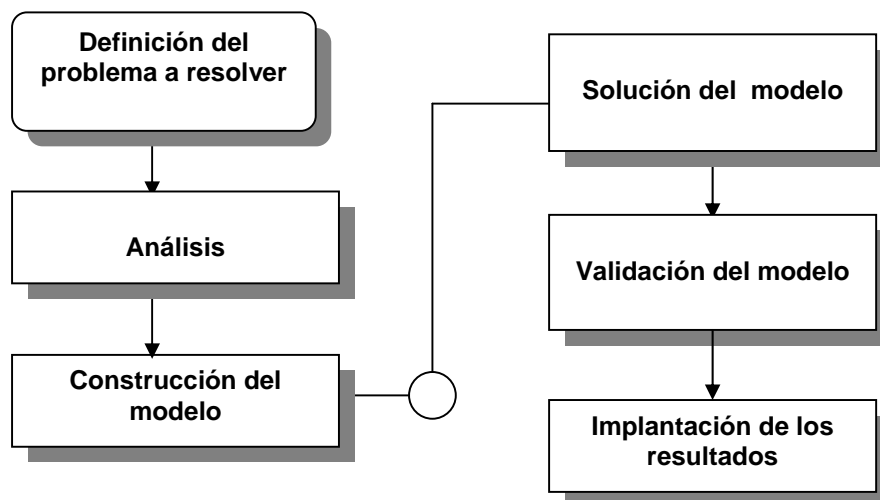 Definición del
problema a resolver
Análisis
Construcción del
modelo
Solución del modelo
Validación del modelo
Implantación de los
resultados